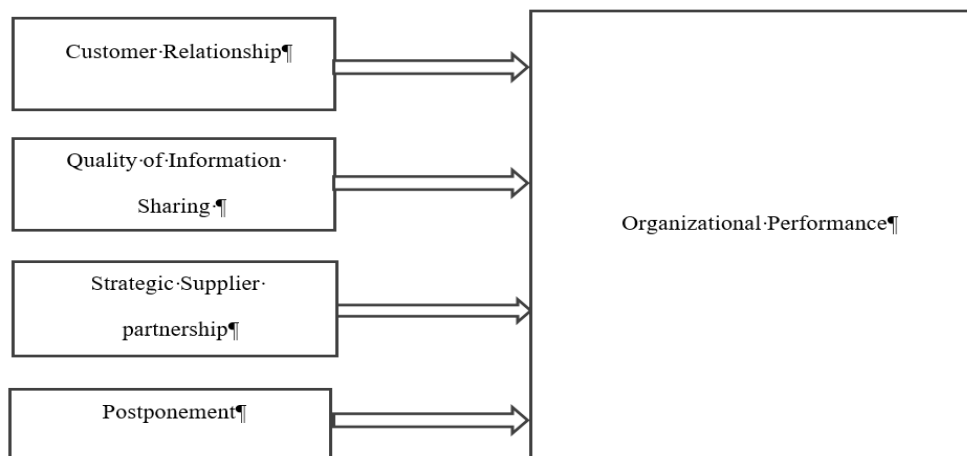 Customer·Relationship¶
Quality·of·Information·
Sharing·¶
Strategic·Supplier·
partnership¶
Postponement¶
Organizational·Performance¶